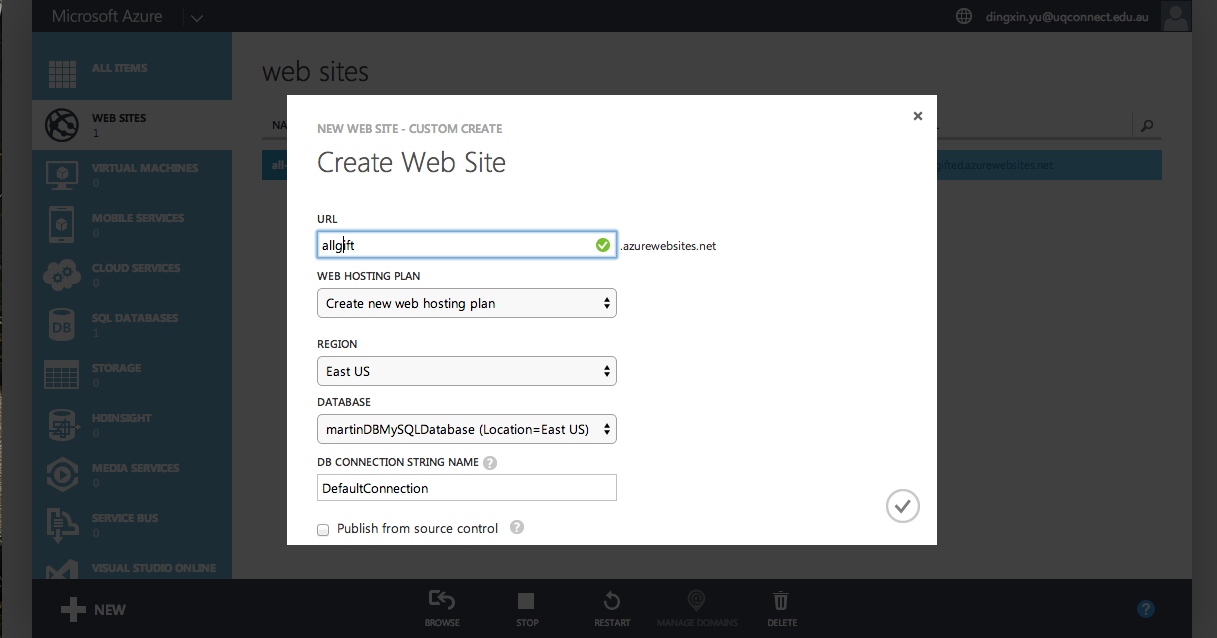 Microsoft Azure
dingxin.yu@uqconnect.edu.au
ALL ITEMS
WEB SITES
1
VIRTUAL MACHINES
0
MOBILE SERVICES
0
CLOUD SERVICES
0
SQL DATABASES
1
DB
STORAGE
0
HDINSIGHT
0
MEDIA SERVICES
0
SERVICE BUS
0
VISUAL STUDIO ONLINE
web sites
NA
all-
gifted.azurewebsites.net
NEW WEB SITE - CUSTOM CREATE
Create Web Site
URL
allgift
.azurewebsites.net
WEB HOSTING PLAN
Create new web hosting plan
REGION
East US
DATABASE
martinDBMySQLDatabase (Location=East US)
DB CONNECTION STRING NAME ?
DefaultConnection
Publish from source control ?
NEW
BROWSE
STOP
RESTART
MANAGE DOMAINS
DELETE
?